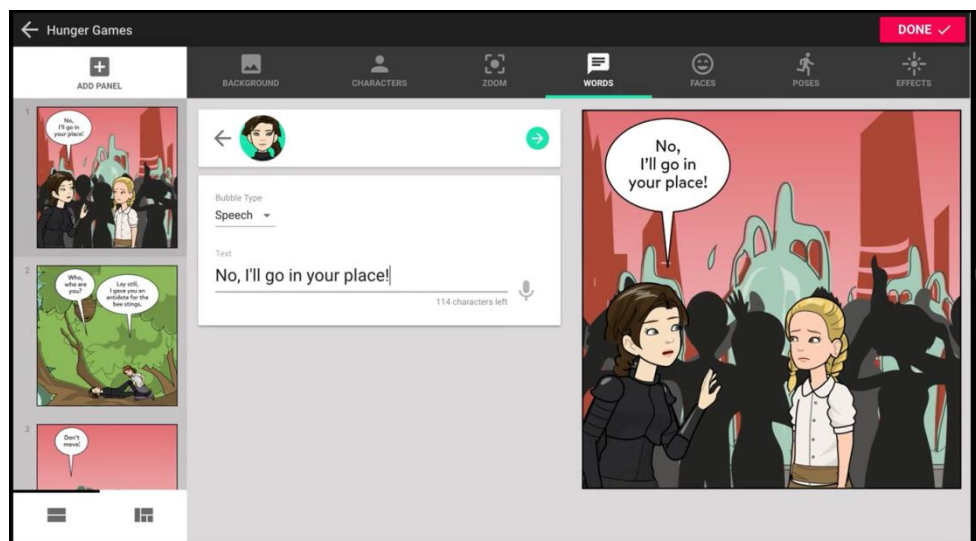 Hunger Games
DONE
ADD PANEL
BACKGROUND
CHARACTERS
ZOOM
WORDS
FACES
POSES
EFFECTS
1
No,
I'll go in
your place!
2
Who,
who are
you?
Lay still,
I gave you an
antidote for the
bee stings.
3
Don't
move!
Bubble Type
Speech
Text
No, I'll go in your place!
114 characters left
No,
I'll go in
your place!